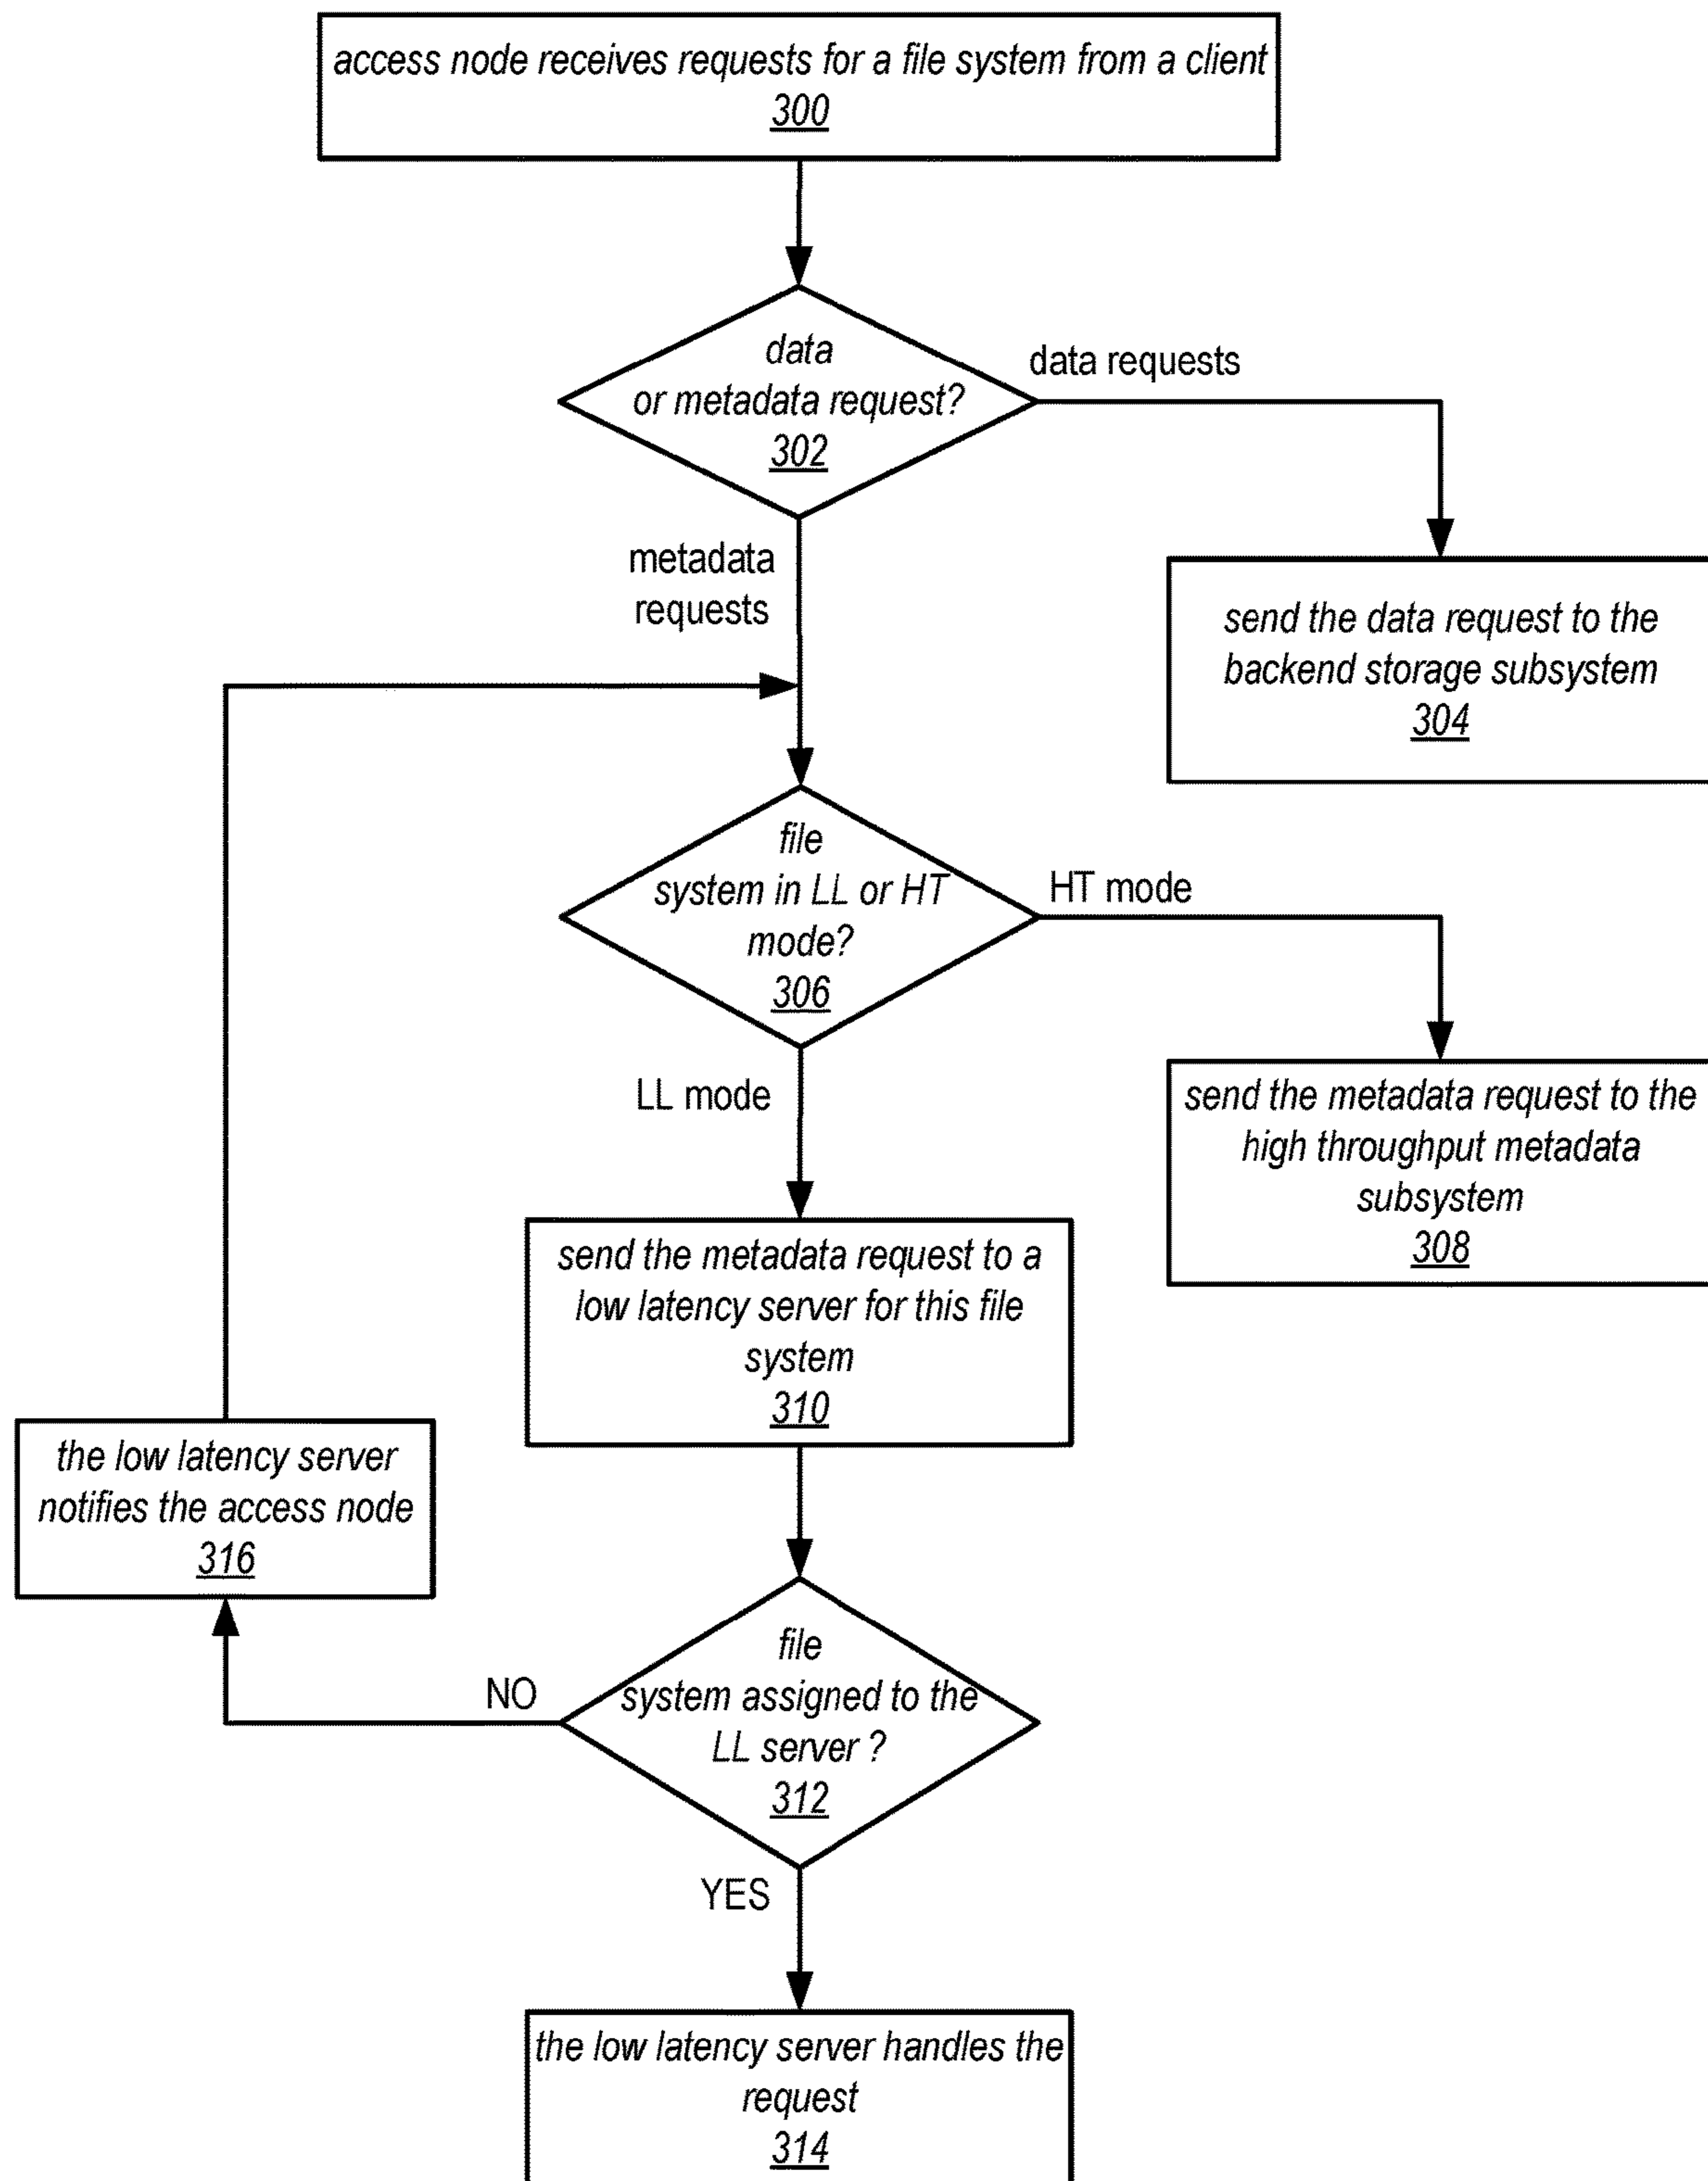 access node receives requests for a file system from a client
300
data
or metadata request?
302
data requests
metadata
requests
send the data request to the
backend storage subsystem
304
file
system in LL or HT
mode?
306
HT mode
LL mode
send the metadata request to the
high throughput metadata
subsystem
308
send the metadata request to a
low latency server for this file
system
310
the low latency server
notifies the access node
316
file
system assigned to the
LL server ?
312
NO
YES
the low latency server handles the
request
314